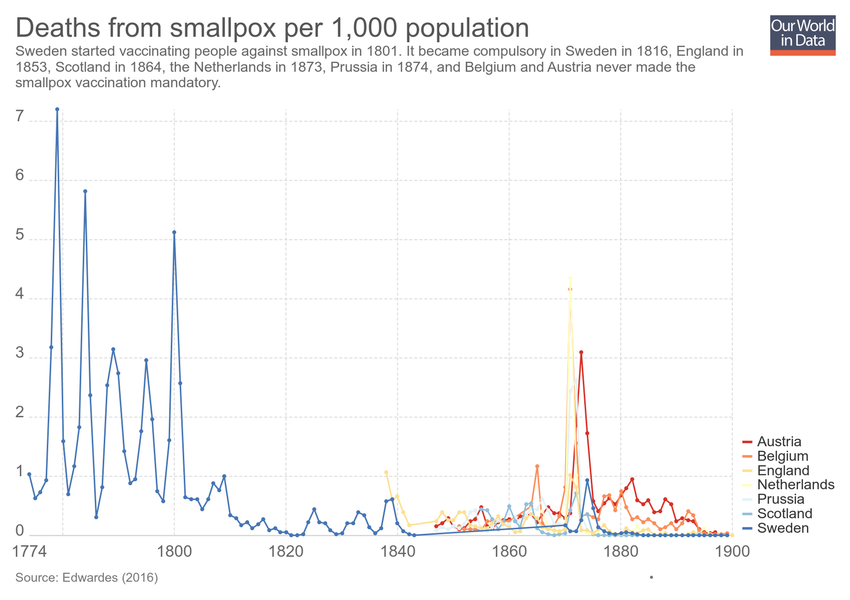 Deaths from smallpox per 1,000 population
Our World
in Data
Sweden started vaccinating people against smallpox in 1801. It became compulsory in Sweden in 1816, England in
1853, Scotland in 1864, the Netherlands in 1873, Prussia in 1874, and Belgium and Austria never made the
smallpox vaccination mandatory.
7
6
5
4
3
2
1
0
1774
1800
1820
1840
1860
1880
1900
Austria
Belgium
England
Netherlands
Prussia
Scotland
Sweden
Source: Edwardes (2016)